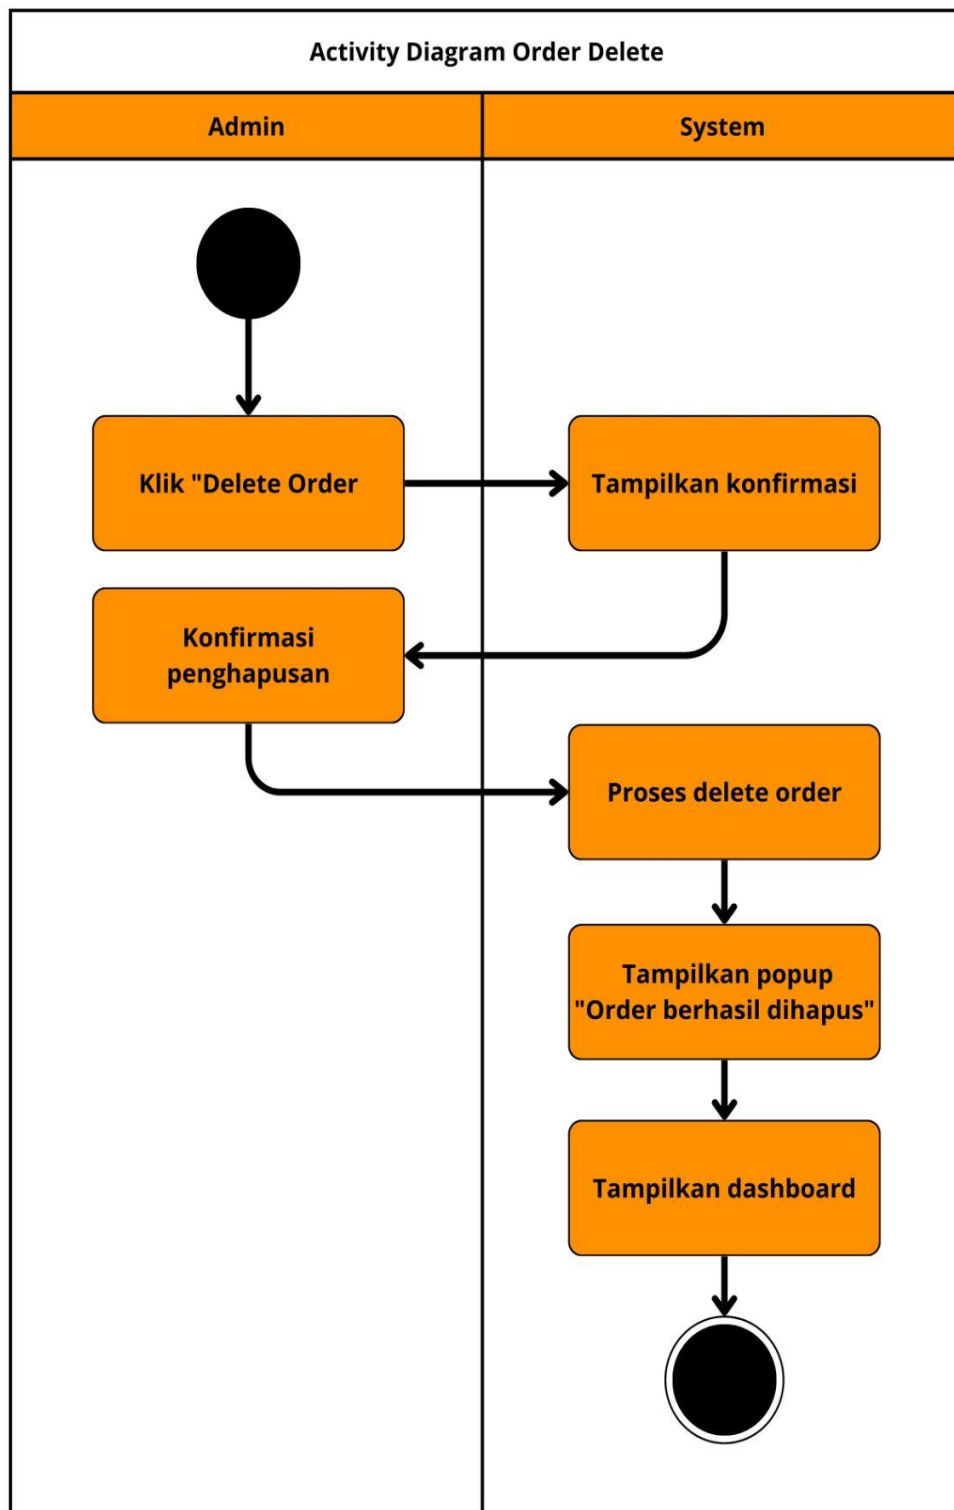 Activity Diagram Order Delete
Admin
System
Klik "Delete Order
Tampilkan konfirmasi
Konfirmasi
penghapusan
Proses delete order
Tampilkan popup
"Order berhasil dihapus"
Tampilkan dashboard